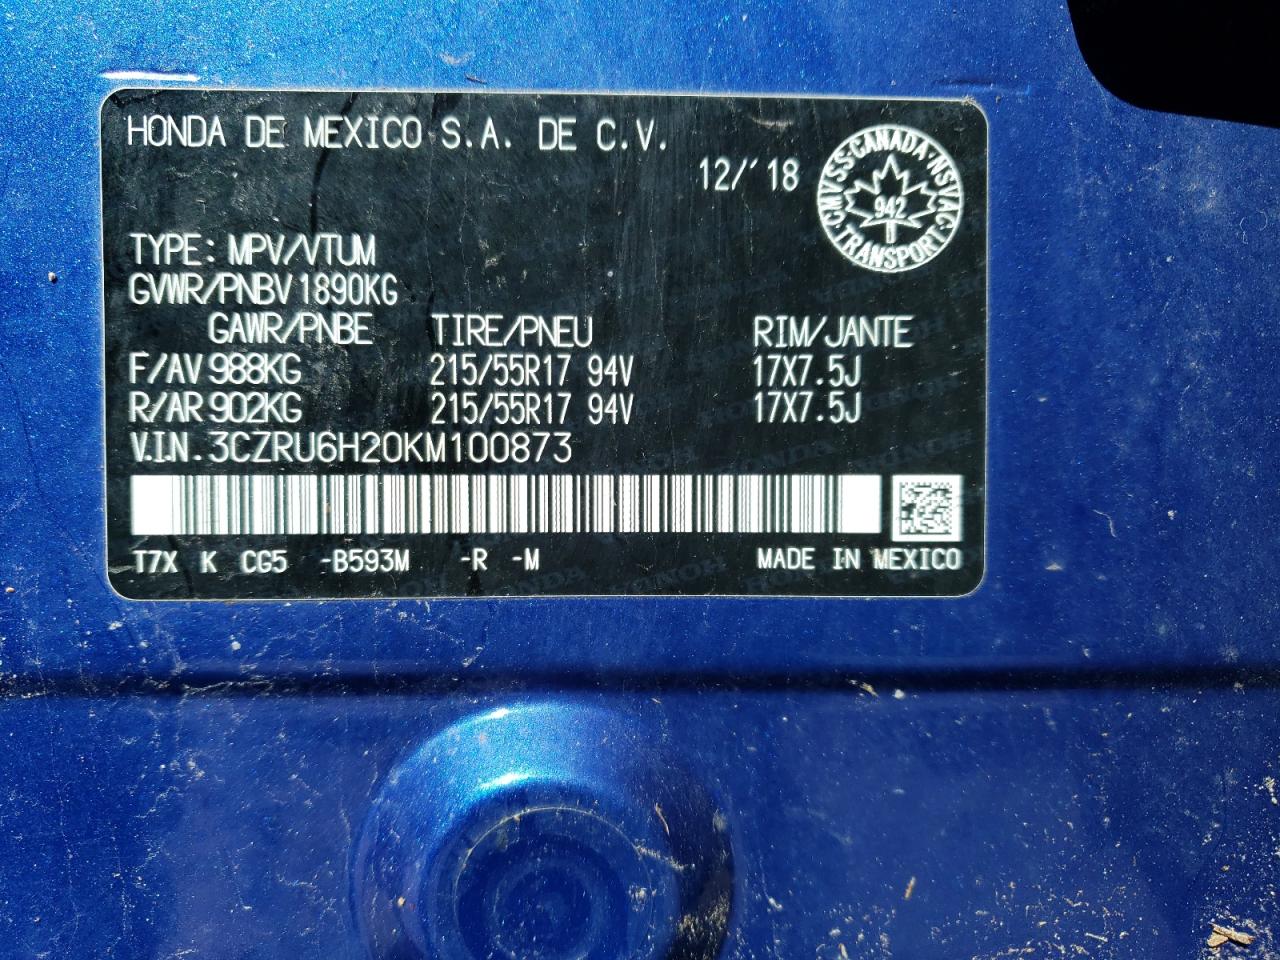 HONDA DE MEXICO S.A. DE C.V.
12/'18
CMVSS·CANADA·NSVAC·TRANSPORT·
942
TYPE: MPV/VTUM
GVWR/PNBV 1890KG
GAWR/PNBE TIRE/PNEU RIM/JANTE
F/AV 988KG 215/55R17 94V 17X7.5J
R/AR 902KG 215/55R17 94V 17X7.5J
V.I.N. 3CZRU6H20KM100873
T7X K CG5 -B593M -R -M MADE IN MEXICO